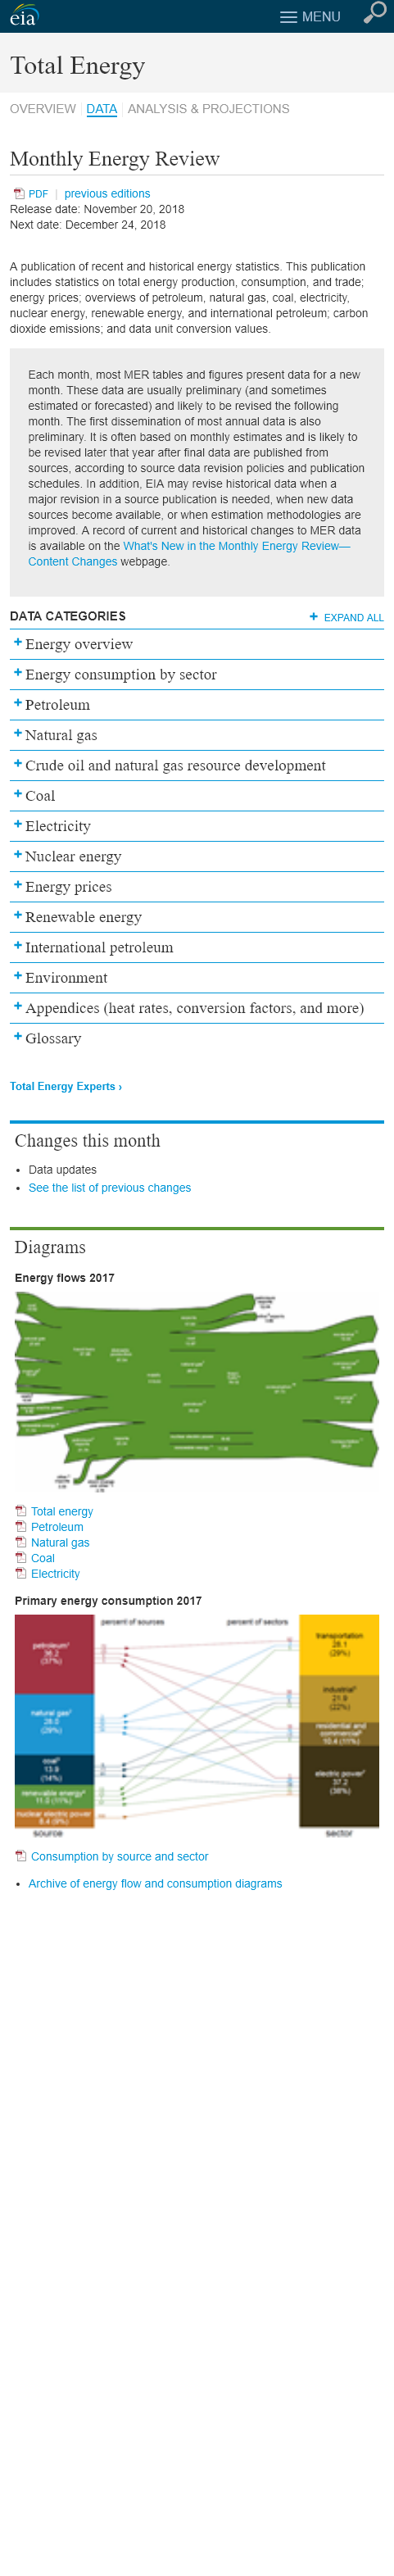 eia
MENU
Total Energy
OVERVIEW DATA ANALYSIS & PROJECTIONS
Monthly Energy Review
PDF | previous editions
Release date: November 20, 2018
Next date: December 24, 2018
A publication of recent and historical energy statistics. This publication
includes statistics on total energy production, consumption, and trade;
energy prices; overviews of petroleum, natural gas, coal, electricity,
nuclear energy, renewable energy, and international petroleum; carbon
dioxide emissions; and data unit conversion values.
Each month, most MER tables and figures present data for a new
month. These data are usually preliminary (and sometimes
estimated or forecasted) and likely to be revised the following
month. The first dissemination of most annual data is also
preliminary. It is often based on monthly estimates and is likely to
be revised later that year after final data are published from
sources, according to source data revision policies and publication
schedules. In addition, EIA may revise historical data when a
major revision in a source publication is needed, when new data
sources become available, or when estimation methodologies are
improved. A record of current and historical changes to MER data
is available on the What's New in the Monthly Energy Review—
Content Changes webpage.
DATA CATEGORIES + EXPAND ALL
+ Energy overview
+ Energy consumption by sector
+ Petroleum
+ Natural gas
+ Crude oil and natural gas resource development
+ Coal
+ Electricity
+ Nuclear energy
+ Energy prices
+ Renewable energy
+ International petroleum
+ Environment
+ Appendices (heat rates, conversion factors, and more)
+ Glossary
Total Energy Experts ›
Changes this month
• Data updates
• See the list of previous changes
Diagrams
Energy flows 2017
Total energy
Petroleum
Natural gas
Coal
Electricity
Primary energy consumption 2017
percent of sources percent of sectors
petroleum
36.2
(37%)
natural gas
28.0
(29%)
coal
13.9
(14%)
renewable energy
11.0 (11%)
nuclear electric power
8.4 (9%)
transportation
28.1
(29%)
industrial
21.9
(22%)
residential and
commercial
10.4 (11%)
electric power
37.2
(38%)
source sector
Consumption by source and sector
• Archive of energy flow and consumption diagrams